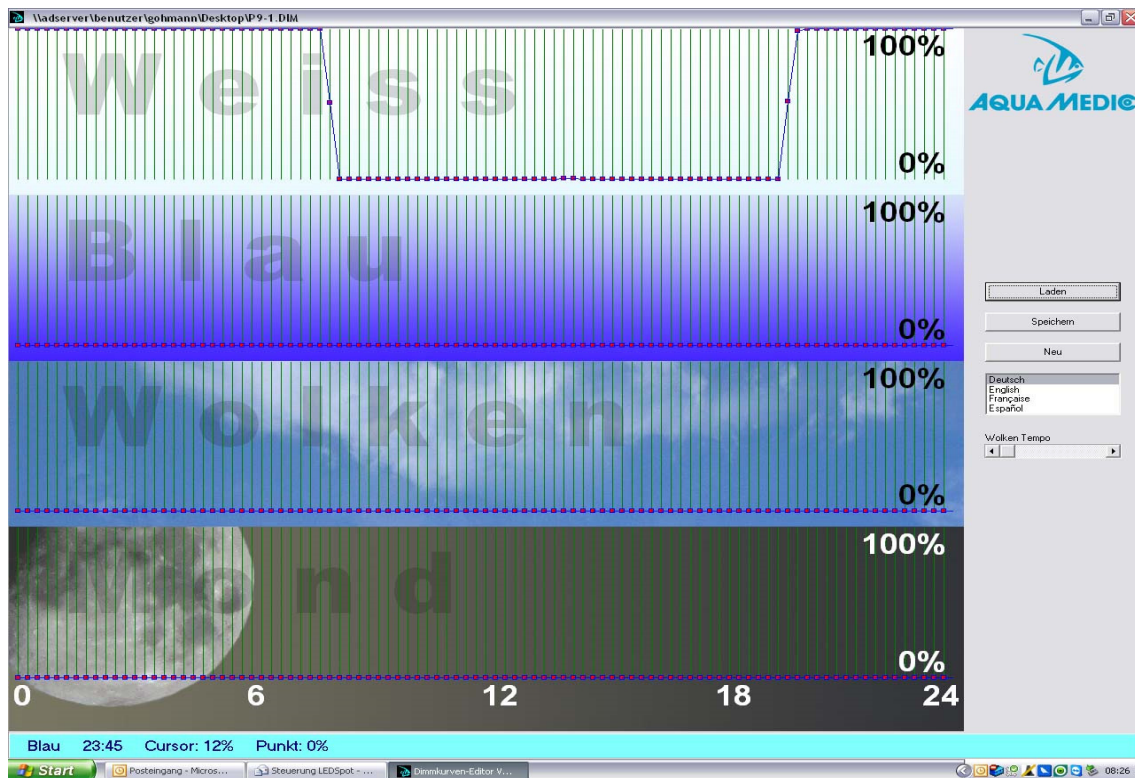 \\adserver\benutzer\gohmann\Desktop\P9-1.DIM
Weiss
100%
0%
AQUA MEDIC
Blau
100%
0%
Laden
Speichern
Neu
Wolken
100%
0%
Deutsch
English
Française
Español
Wolken Tempo
Mond
100%
0%
0 6 12 18 24
Blau 23:45 Cursor: 12% Punkt: 0%
Start Posteingang - Micros... Steuerung LEDSpot - ... Dimmkurven-Editor V... 08:26